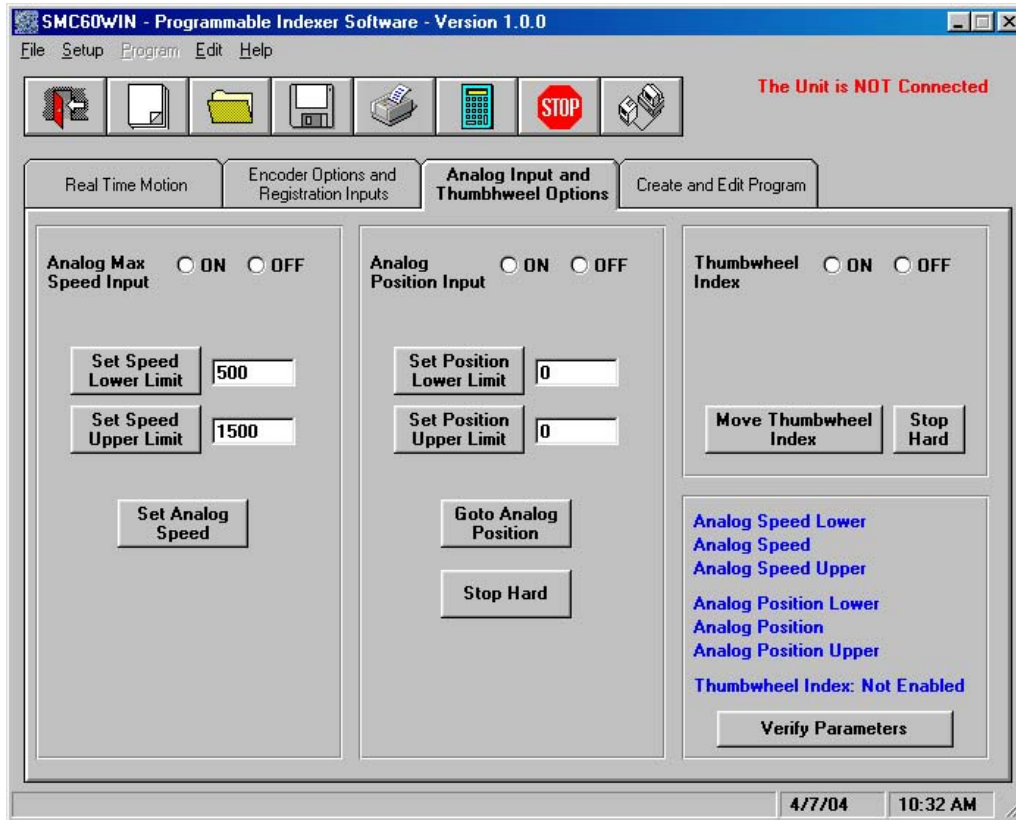 SMC60WIN - Programmable Indexer Software - Version 1.0.0
File Setup Program Edit Help
STOP
The Unit is NOT Connected
Real Time Motion
Encoder Options and
Registration Inputs
Analog Input and
Thumbhweel Options
Create and Edit Program
Analog Max
Speed Input
ON OFF
Set Speed
Lower Limit
500
Set Speed
Upper Limit
1500
Set Analog
Speed
Analog
Position Input
ON OFF
Set Position
Lower Limit
0
Set Position
Upper Limit
0
Goto Analog
Position
Stop Hard
Thumbwheel
Index
ON OFF
Move Thumbwheel
Index
Stop
Hard
Analog Speed Lower
Analog Speed
Analog Speed Upper
Analog Position Lower
Analog Position
Analog Position Upper
Thumbwheel Index: Not Enabled
Verify Parameters
4/7/04
10:32 AM